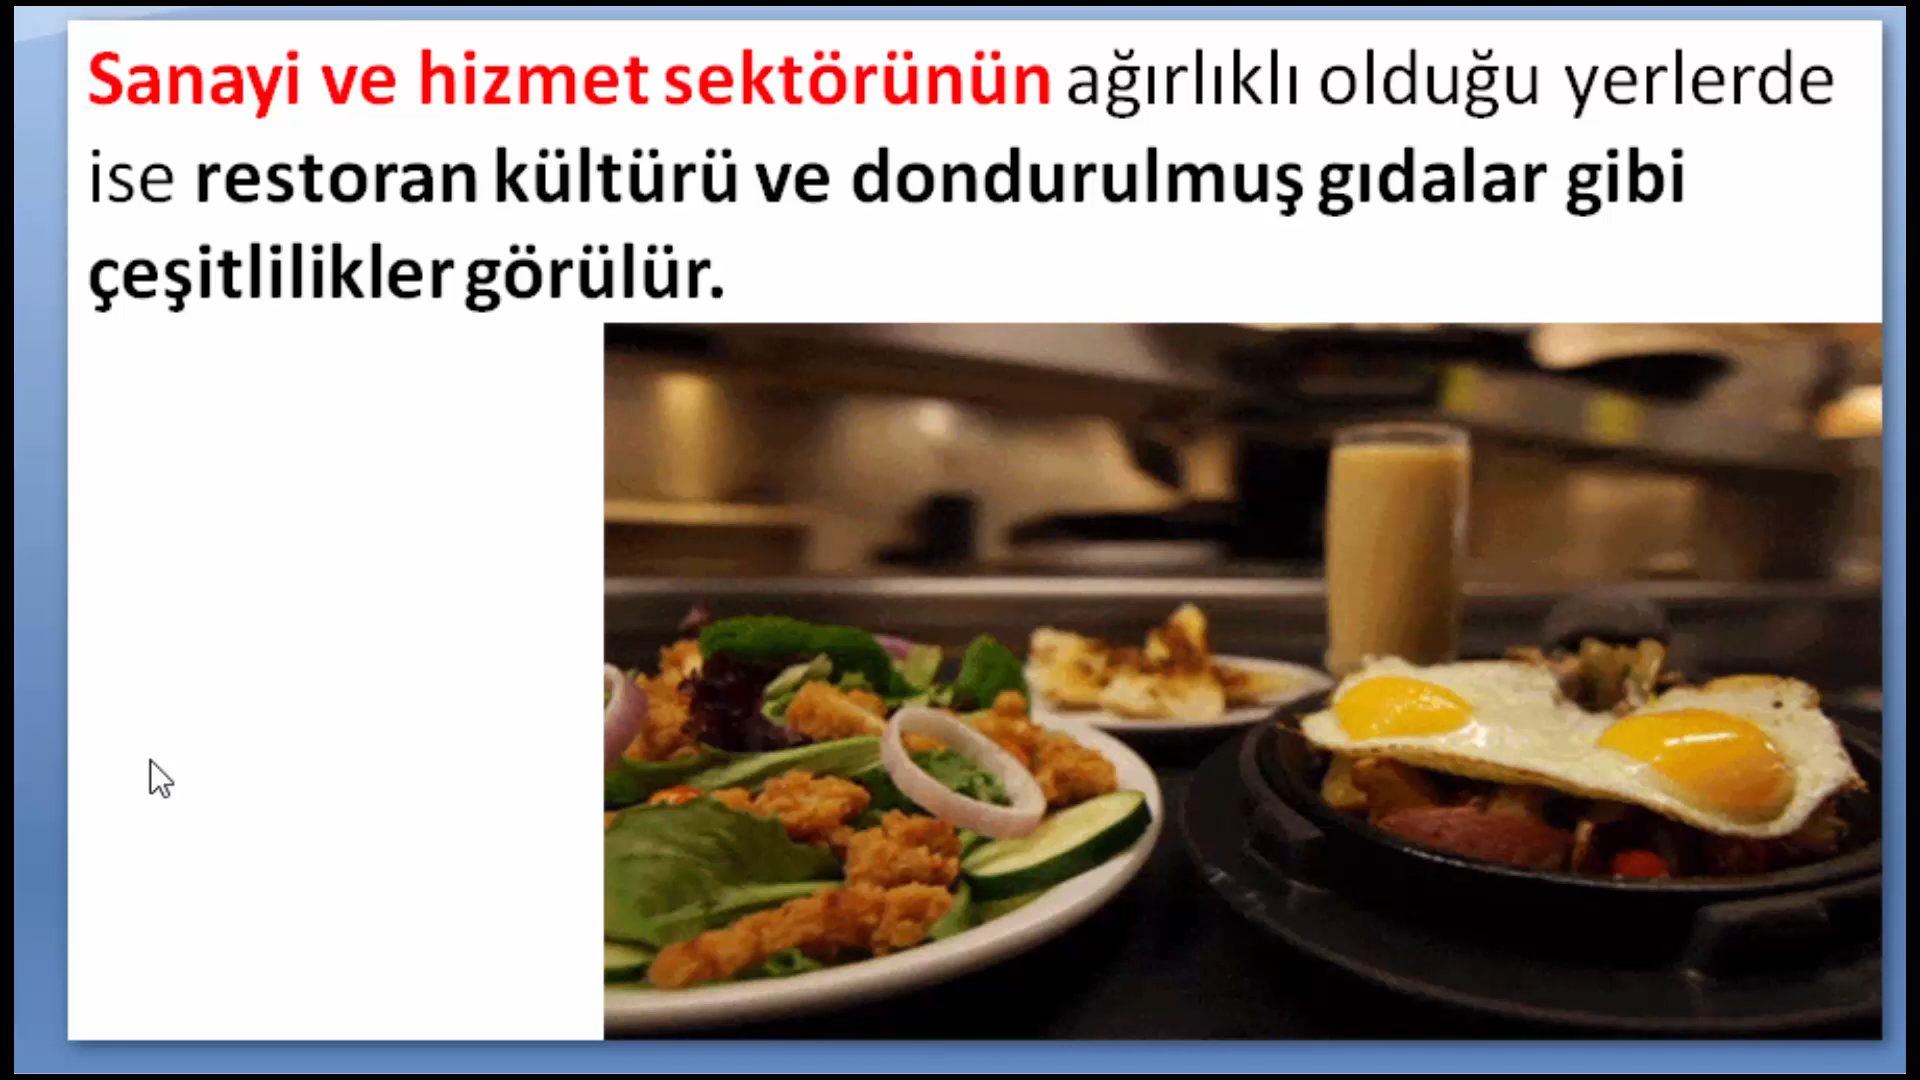 Sanayi ve hizmet sektörünün ağırlıklı olduğu yerlerde
ise restoran kültürü ve dondurulmuş gıdalar gibi
çeşitlilikler görülür.